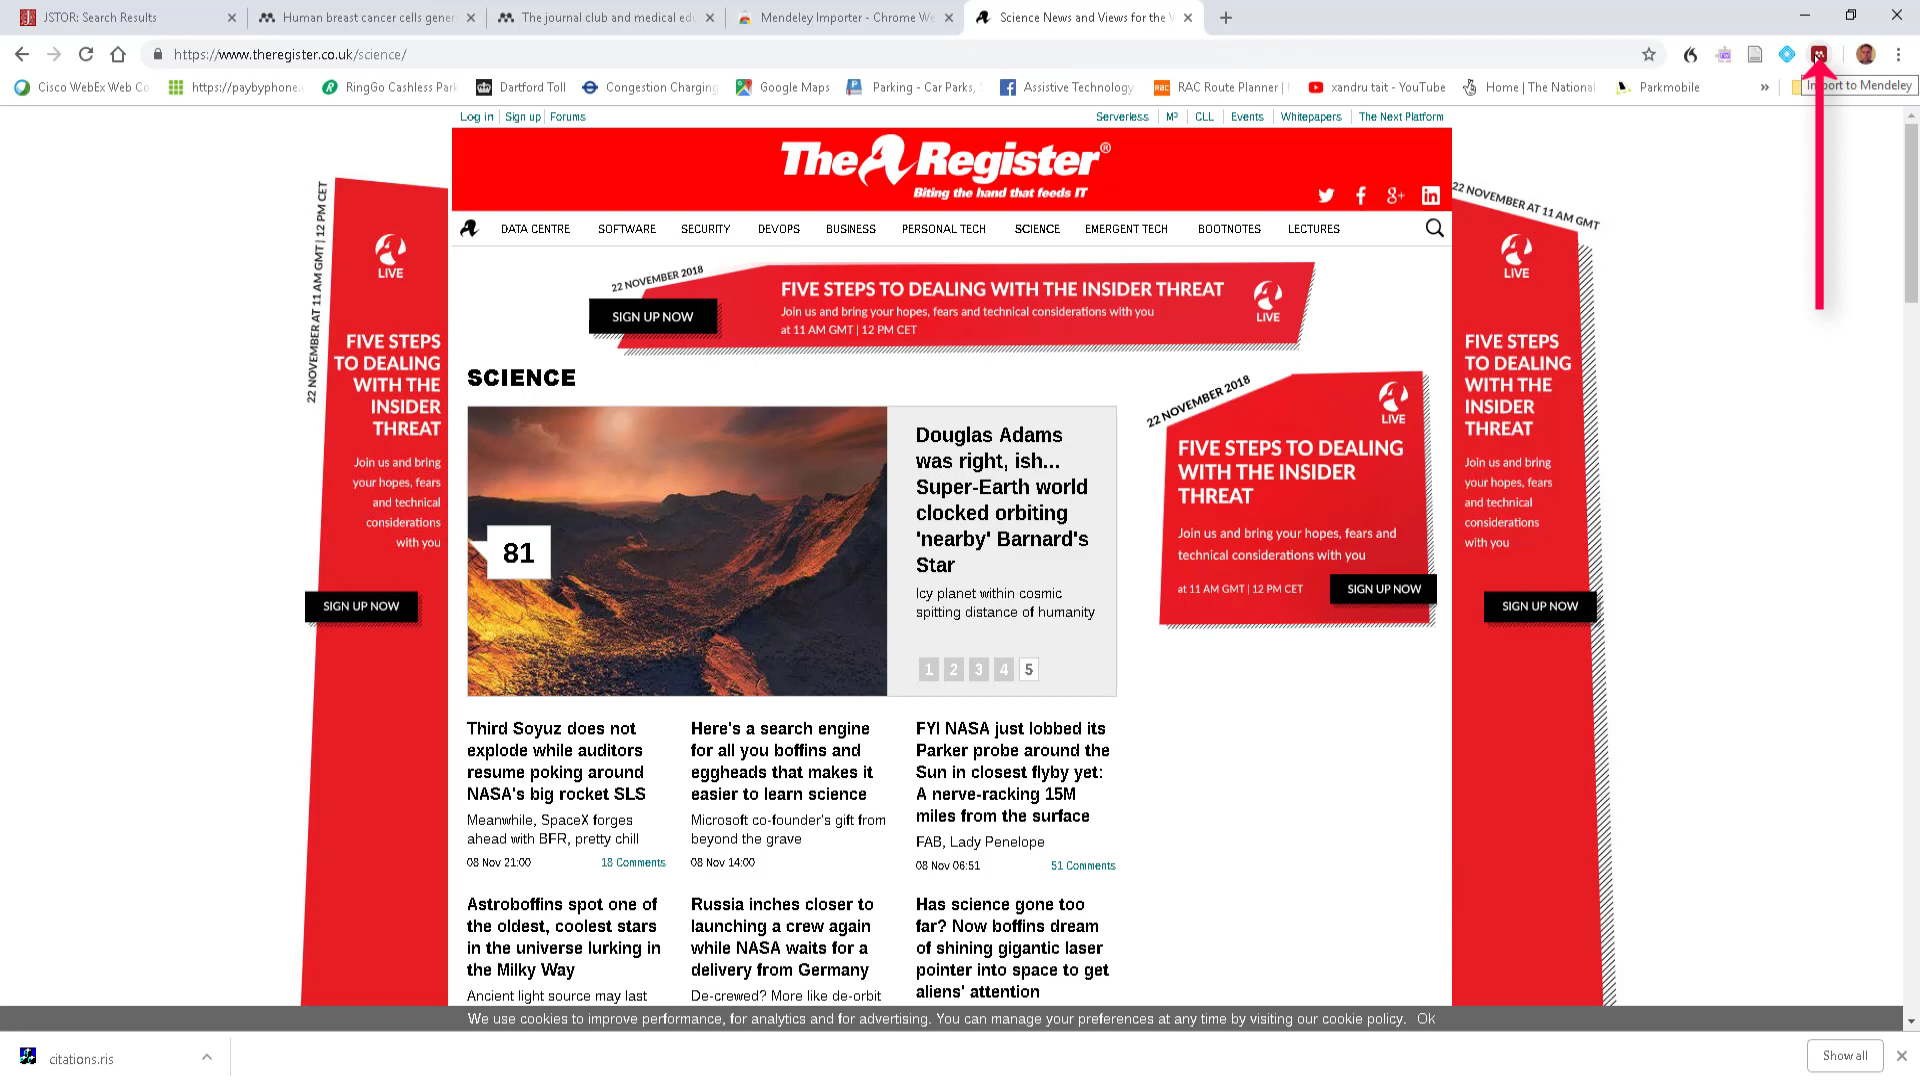 JSTOR: Search Results
Human breast cancer cells gener
The journal club and medical edu
Mendeley Importer - Chrome We
Science News and Views for the V
https://www.theregister.co.uk/science/
Cisco WebEx Web Co
https://paybyphone.
RingGo Cashless Park
Dartford Toll
Congestion Charging
Google Maps
Parking - Car Parks,
Assistive Technology
RAC Route Planner |
xandru tait - YouTube
Home | The National
Parkmobile
»
Import to Mendeley
Log in
Sign up
Forums
Serverless
M³
CLL
Events
Whitepapers
The Next Platform
The Register®
Biting the hand that feeds IT
DATA CENTRE
SOFTWARE
SECURITY
DEVOPS
BUSINESS
PERSONAL TECH
SCIENCE
EMERGENT TECH
BOOTNOTES
LECTURES
22 NOVEMBER AT 11 AM GMT | 12 PM CET
LIVE
FIVE STEPS
TO DEALING
WITH THE
INSIDER
THREAT
Join us and bring
your hopes, fears
and technical
considerations
with you
SIGN UP NOW
22 NOVEMBER 2018
SIGN UP NOW
FIVE STEPS TO DEALING WITH THE INSIDER THREAT
Join us and bring your hopes, fears and technical considerations with you
at 11 AM GMT | 12 PM CET
LIVE
SCIENCE
81
Douglas Adams
was right, ish...
Super-Earth world
clocked orbiting
'nearby' Barnard's
Star
Icy planet within cosmic
spitting distance of humanity
1 2 3 4 5
22 NOVEMBER 2018
LIVE
FIVE STEPS TO DEALING
WITH THE INSIDER
THREAT
Join us and bring your hopes, fears and
technical considerations with you
at 11 AM GMT | 12 PM CET
SIGN UP NOW
22 NOVEMBER AT 11 AM GMT
LIVE
FIVE STEPS
TO DEALING
WITH THE
INSIDER
THREAT
Join us and bring
your hopes, fears
and technical
considerations
with you
SIGN UP NOW
Third Soyuz does not
explode while auditors
resume poking around
NASA's big rocket SLS
Meanwhile, SpaceX forges
ahead with BFR, pretty chill
08 Nov 21:00
18 Comments
Here's a search engine
for all you boffins and
eggheads that makes it
easier to learn science
Microsoft co-founder's gift from
beyond the grave
08 Nov 14:00
FYI NASA just lobbed its
Parker probe around the
Sun in closest flyby yet:
A nerve-racking 15M
miles from the surface
FAB, Lady Penelope
08 Nov 06:51
51 Comments
Astroboffins spot one of
the oldest, coolest stars
in the universe lurking in
the Milky Way
Ancient light source may last
Russia inches closer to
launching a crew again
while NASA waits for a
delivery from Germany
De-crewed? More like de-orbit
Has science gone too
far? Now boffins dream
of shining gigantic laser
pointer into space to get
aliens' attention
We use cookies to improve performance, for analytics and for advertising. You can manage your preferences at any time by visiting our cookie policy. Ok
citations.ris
Show all